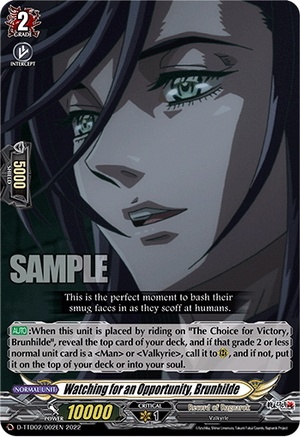 2
GRADE
INTERCEPT
5000
SHIELD
SAMPLE
This is the perfect moment to bash their
smug faces in as they scoff at humans.
AUTO:When this unit is placed by riding on "The Choice for Victory,
Brunhilde", reveal the top card of your deck, and if that grade 2 or less
normal unit card is a <Man> or <Valkyrie>, call it to R, and if not, put
it on the top or the bottom of your deck.
NORMAL UNIT
Watching for an Opportunity, Brunhilde
POWER
10000
CRITICAL
1
Record of Ragnarok
Valkyrie
D-TTD02/002EN 2022